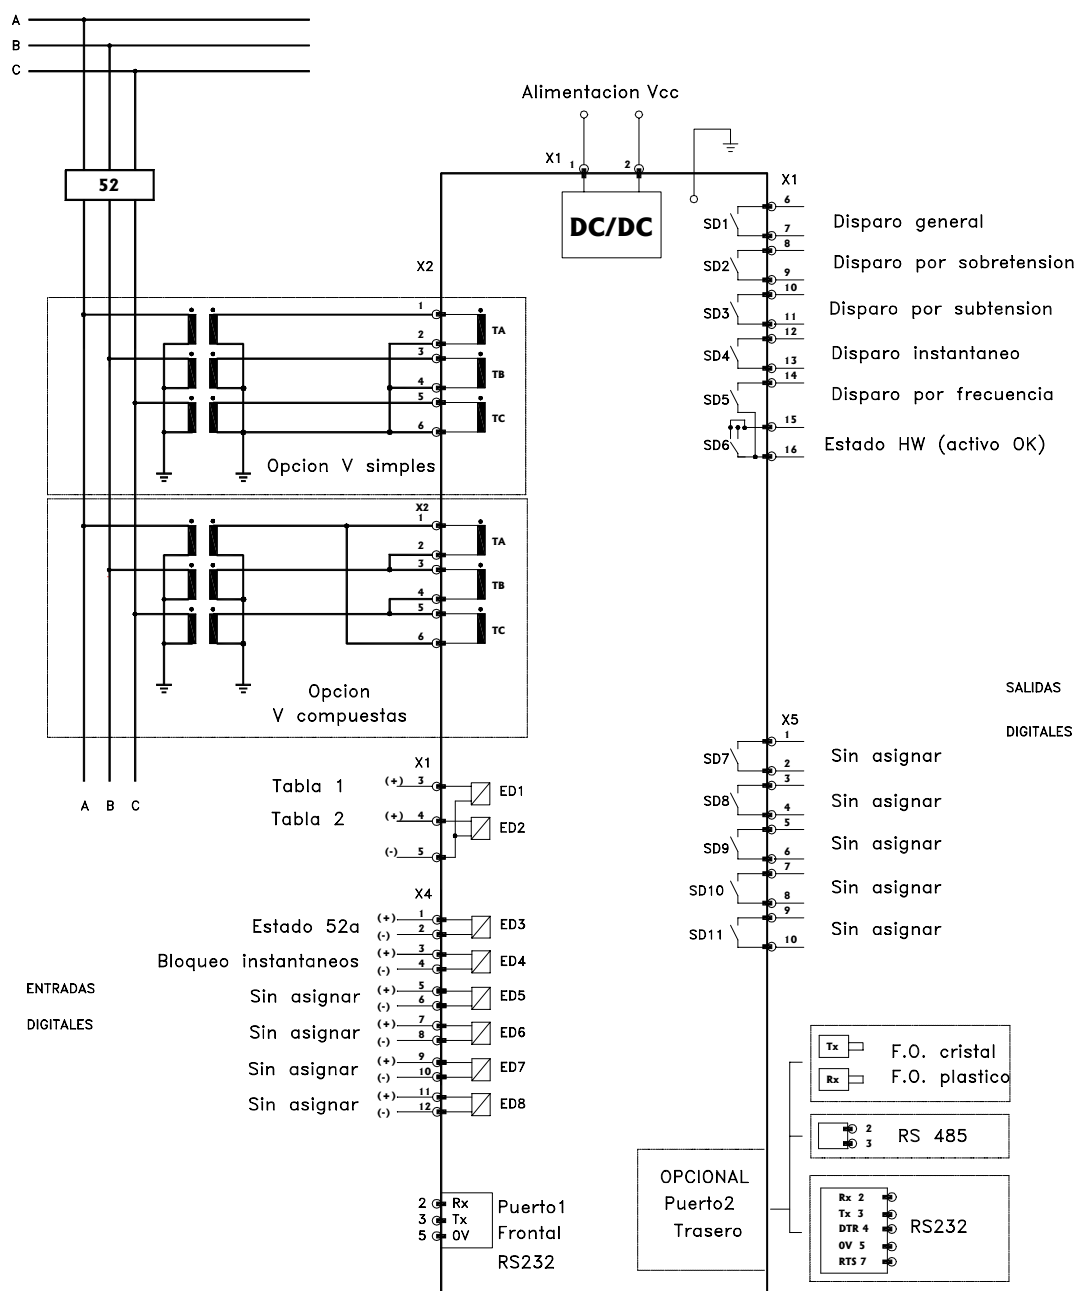 A
B
C
52
Alimentacion Vcc
X1 1 2
DC/DC
X1
6
SD1 Disparo general
7
8
SD2 Disparo por sobretension
9
10
SD3 Disparo por subtension
11
12
SD4 Disparo instantaneo
13
14
SD5 Disparo por frecuencia
15
SD6 Estado HW (activo OK)
16
X2
1
TA
2
3
TB
4
5
TC
6
Opcion V simples
X2
1
TA
2
3
TB
4
5
TC
6
Opcion
V compuestas
A B C
SALIDAS
DIGITALES
X5
1
SD7 Sin asignar
2
3
SD8 Sin asignar
4
5
SD9 Sin asignar
6
7
SD10 Sin asignar
8
9
SD11 Sin asignar
10
X1
Tabla 1 (+) 3 ED1
Tabla 2 (+) 4 ED2
(-) 5
X4
Estado 52a (+) 1 ED3
(-) 2
Bloqueo instantaneos (+) 3 ED4
(-) 4
Sin asignar (+) 5 ED5
(-) 6
Sin asignar (+) 7 ED6
(-) 8
Sin asignar (+) 9 ED7
(-) 10
Sin asignar (+) 11 ED8
(-) 12
ENTRADAS
DIGITALES
2 Rx
3 Tx
5 0V
Puerto1
Frontal
RS232
OPCIONAL
Puerto2
Trasero
Tx F.O. cristal
Rx F.O. plastico
2
3
RS 485
Rx 2
Tx 3
DTR 4
0V 5
RTS 7
RS232